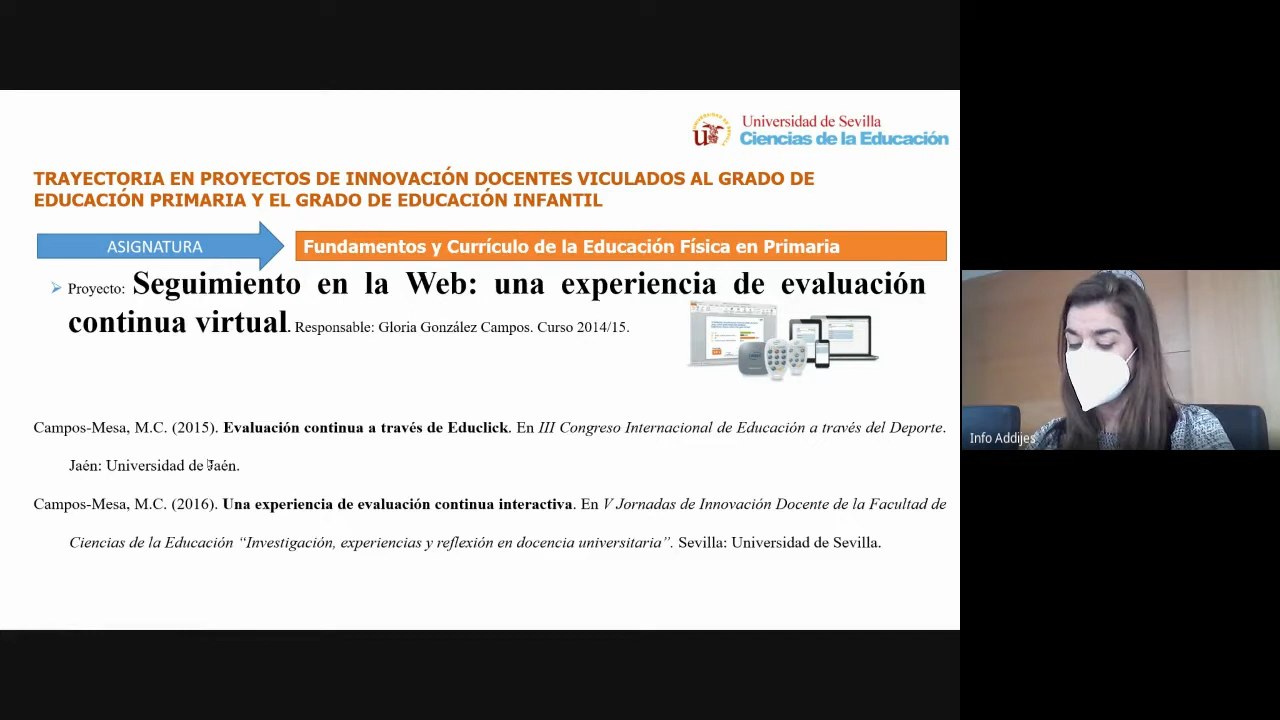 Universidad de Sevilla
Ciencias de la Educación
TRAYECTORIA EN PROYECTOS DE INNOVACIÓN DOCENTES VICULADOS AL GRADO DE
EDUCACIÓN PRIMARIA Y EL GRADO DE EDUCACIÓN INFANTIL
ASIGNATURA
Fundamentos y Currículo de la Educación Física en Primaria
Proyecto: Seguimiento en la Web: una experiencia de evaluación
continua virtual. Responsable: Gloria González Campos. Curso 2014/15.
Campos-Mesa, M.C. (2015). Evaluación continua a través de Educlick. En III Congreso Internacional de Educación a través del Deporte.
Jaén: Universidad de Jaén.
Campos-Mesa, M.C. (2016). Una experiencia de evaluación continua interactiva. En V Jornadas de Innovación Docente de la Facultad de
Ciencias de la Educación “Investigación, experiencias y reflexión en docencia universitaria”. Sevilla: Universidad de Sevilla.
Info Addijes